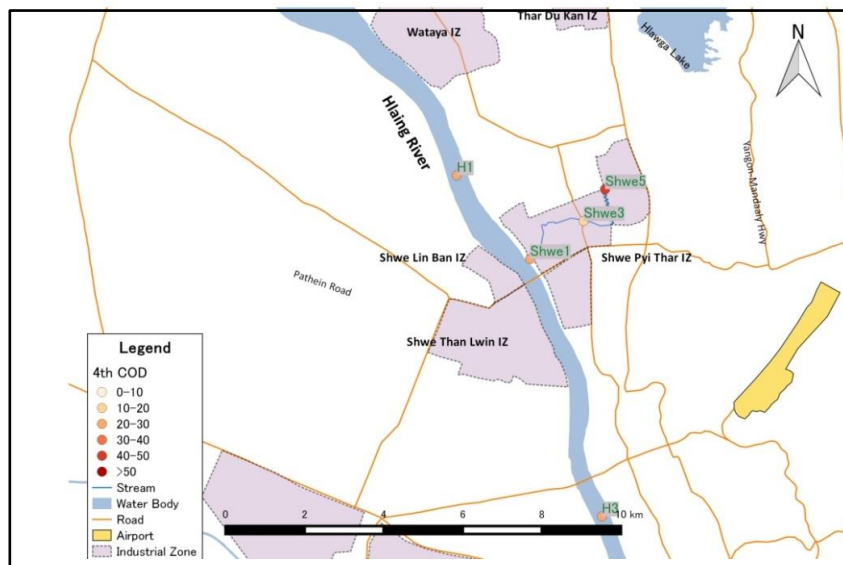 Wataya IZ
Thar Du Kan IZ
Hlawga Lake
N
Hlaing River
H1
Shwe5
Shwe3
Yangon-Mandaaly Hwy
Shwe1
Shwe Lin Ban IZ
Shwe Pyi Thar IZ
Pathein Road
Shwe Than Lwin IZ
Legend
4th COD
0-10
10-20
20-30
30-40
40-50
>50
Stream
Water Body
Road
Airport
Industrial Zone
H3
0 2 4 6 8 10 km